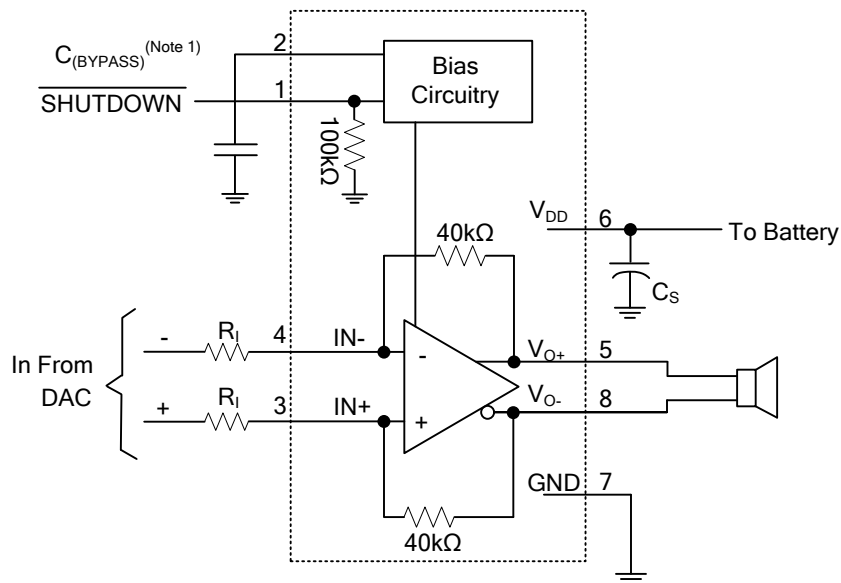 C(BYPASS)(Note 1)
2
SHUTDOWN
1
Bias
Circuitry
100kΩ
VDD
6
To Battery
CS
40kΩ
In From
DAC
-
RI
4
IN-
-
VO+
5
+
RI
3
IN+
+
VO-
8
GND
7
40kΩ